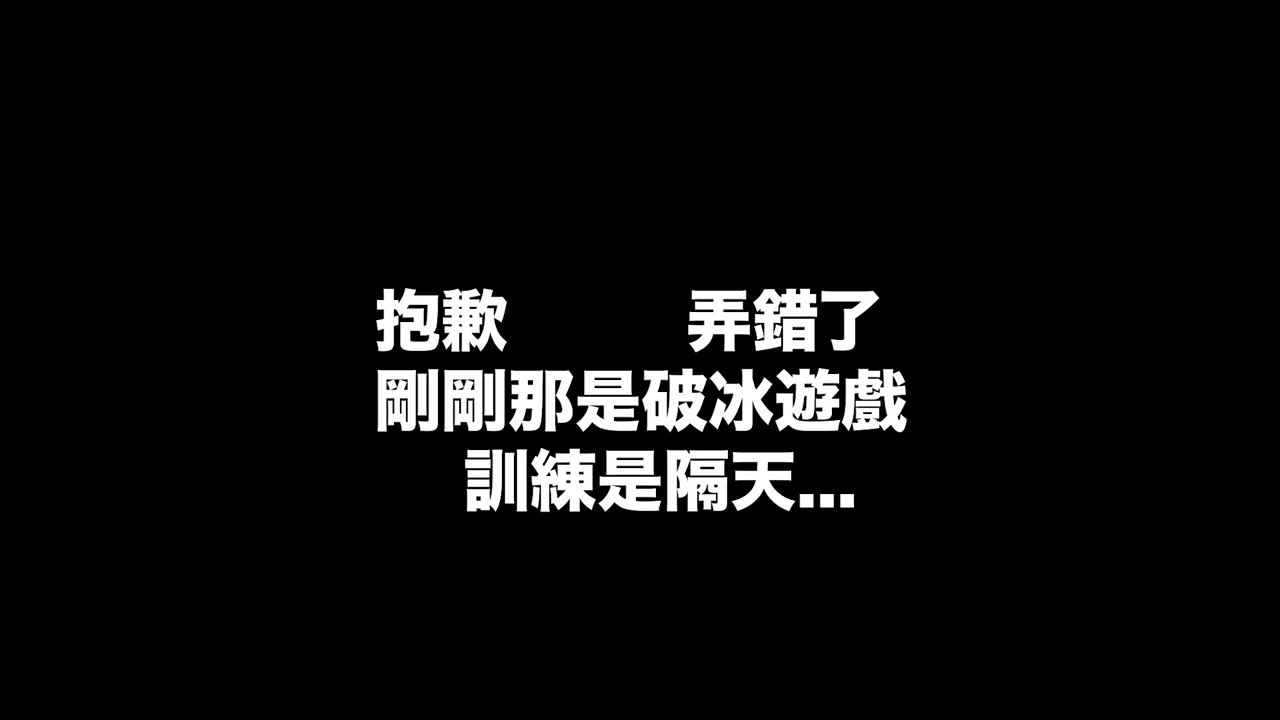 抱歉　　弄錯了
剛剛那是破冰遊戲
訓練是隔天...